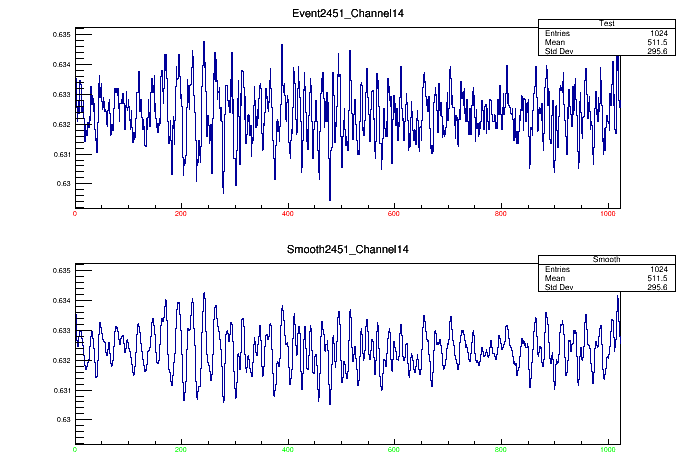 Event2451_Channel14
Test
Entries 1024
Mean 511.5
Std Dev 295.6
0.635
0.634
0.633
0.632
0.631
0.63
0 200 400 600 800 1000
Smooth2451_Channel14
Smooth
Entries 1024
Mean 511.5
Std Dev 295.6
0.635
0.634
0.633
0.632
0.631
0.63
0 200 400 600 800 1000